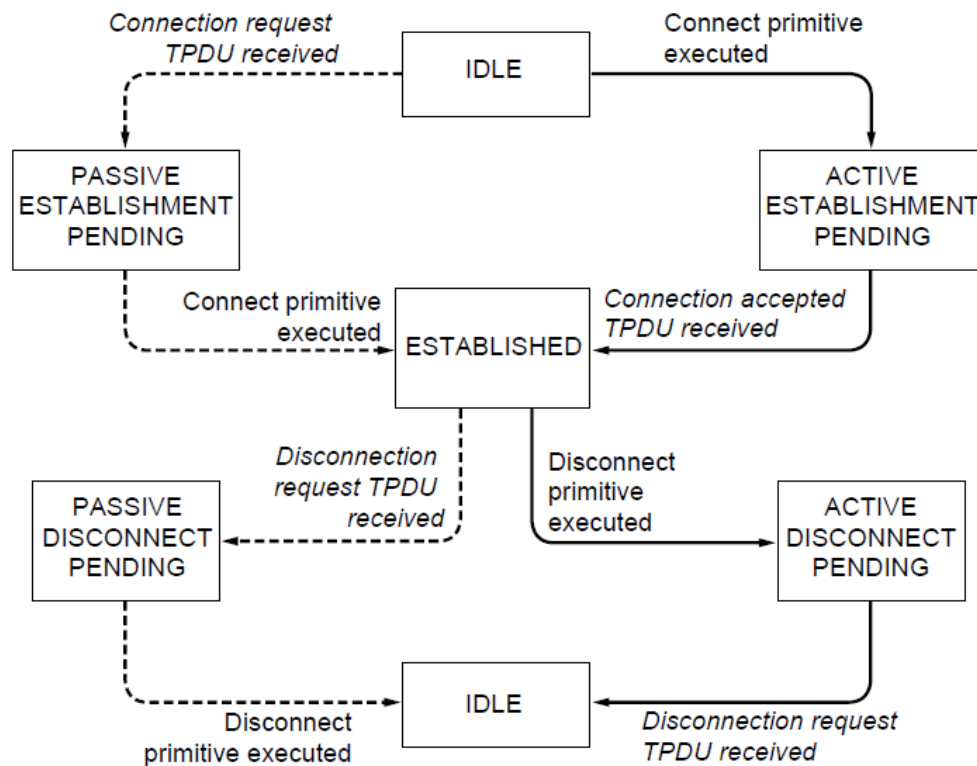 Connection request
TPDU received
IDLE
Connect primitive
executed
PASSIVE
ESTABLISHMENT
PENDING
ACTIVE
ESTABLISHMENT
PENDING
Connect primitive
executed
ESTABLISHED
Connection accepted
TPDU received
Disconnection
request TPDU
received
Disconnect
primitive
executed
PASSIVE
DISCONNECT
PENDING
ACTIVE
DISCONNECT
PENDING
Disconnect
primitive executed
IDLE
Disconnection request
TPDU received